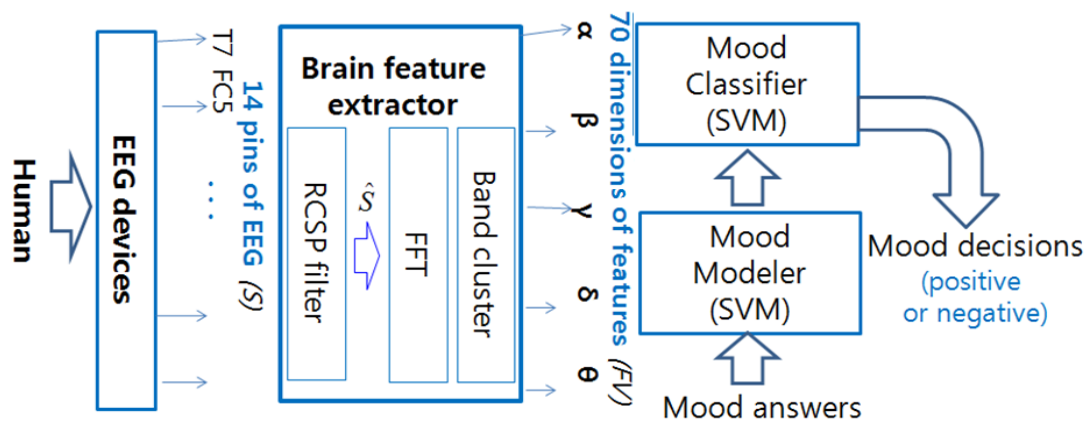 Human
EEG devices
T7 FC5
...
14 pins of EEG (S)
Brain feature
extractor
RCSP filter
Ŝ
FFT
Band cluster
α
β
γ
δ
θ
70 dimensions of features (FV)
Mood
Classifier
(SVM)
Mood
Modeler
(SVM)
Mood answers
Mood decisions
(positive
or negative)